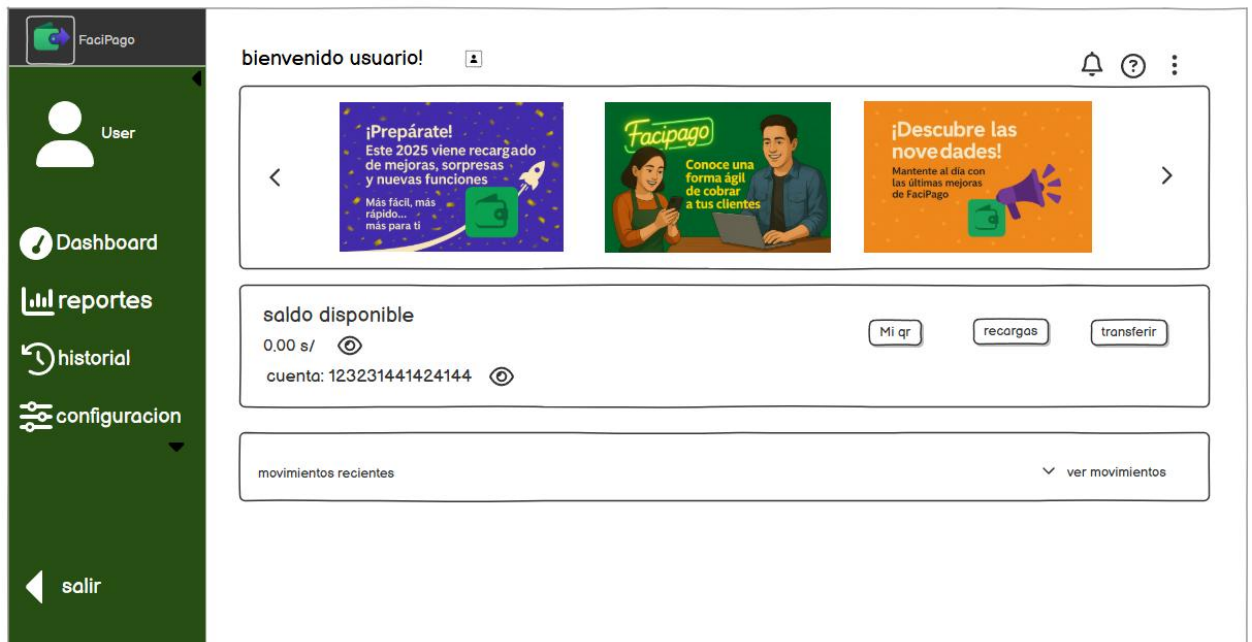 FaciPago
User
Dashboard
reportes
historial
configuracion
salir
bienvenido usuario!
¡Prepárate!
Este 2025 viene recargado
de mejoras, sorpresas
y nuevas funciones
Más fácil, más
rápido...
más para ti
Facipago
Conoce una
forma ágil
de cobrar
a tus clientes
¡Descubre las
novedades!
Mantente al día con
las últimas mejoras
de FaciPago
saldo disponible
0.00 s/
cuenta: 123231441424144
Mi qr
recargas
transferir
movimientos recientes
ver movimientos